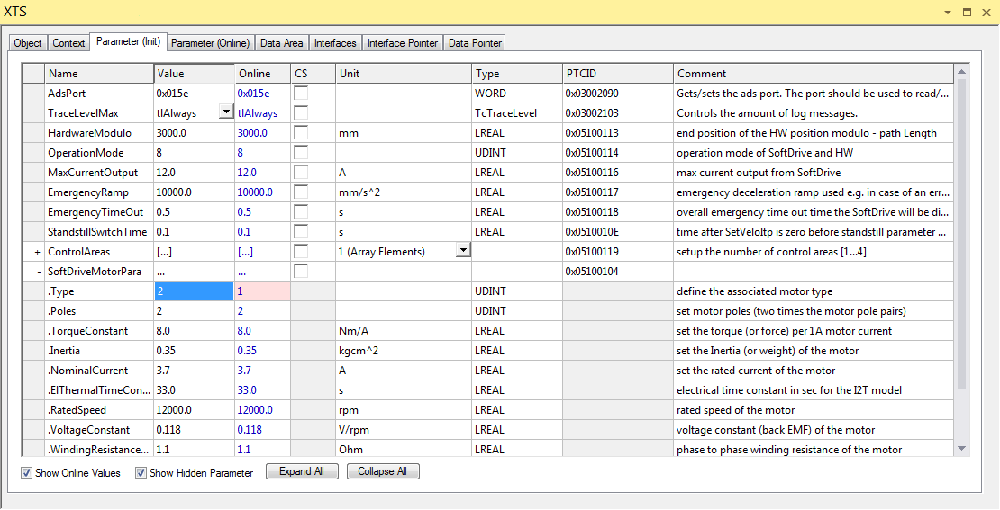 XTS
Object Context Parameter (Init) Parameter (Online) Data Area Interfaces Interface Pointer Data Pointer
Name Value Online CS Unit Type PTCID Comment
AdsPort 0x015e 0x015e WORD 0x03002090 Gets/sets the ads port. The port should be used to read/...
TraceLevelMax tlAlways tlAlways TcTraceLevel 0x03002103 Controls the amount of log messages.
HardwareModulo 3000.0 3000.0 mm LREAL 0x05100113 end position of the HW position modulo - path Length
OperationMode 8 8 UDINT 0x05100114 operation mode of SoftDrive and HW
MaxCurrentOutput 12.0 12.0 A LREAL 0x05100116 max current output from SoftDrive
EmergencyRamp 10000.0 10000.0 mm/s^2 LREAL 0x05100117 emergency deceleration ramp used e.g. in case of an err...
EmergencyTimeOut 0.5 0.5 s LREAL 0x05100118 overall emergency time out time the SoftDrive will be di...
StandstillSwitchTime 0.1 0.1 s LREAL 0x0510010E time after SetVeloItp is zero before standstill parameter ...
+ ControlAreas [...] [...] 1 (Array Elements) 0x05100119 setup the number of control areas [1...4]
- SoftDriveMotorPara ... ... 0x05100104
.Type 2 1 UDINT define the associated motor type
.Poles 2 2 UDINT set motor poles (two times the motor pole pairs)
.TorqueConstant 8.0 8.0 Nm/A LREAL set the torque (or force) per 1A motor current
.Inertia 0.35 0.35 kgcm^2 LREAL set the Inertia (or weight) of the motor
.NominalCurrent 3.7 3.7 A LREAL set the rated current of the motor
.ElThermalTimeCon... 33.0 33.0 s LREAL electrical time constant in sec for the I2T model
.RatedSpeed 12000.0 12000.0 rpm LREAL rated speed of the motor
.VoltageConstant 0.118 0.118 V/rpm LREAL voltage constant (back EMF) of the motor
.WindingResistance... 1.1 1.1 Ohm LREAL phase to phase winding resistance of the motor
Show Online Values Show Hidden Parameter Expand All Collapse All